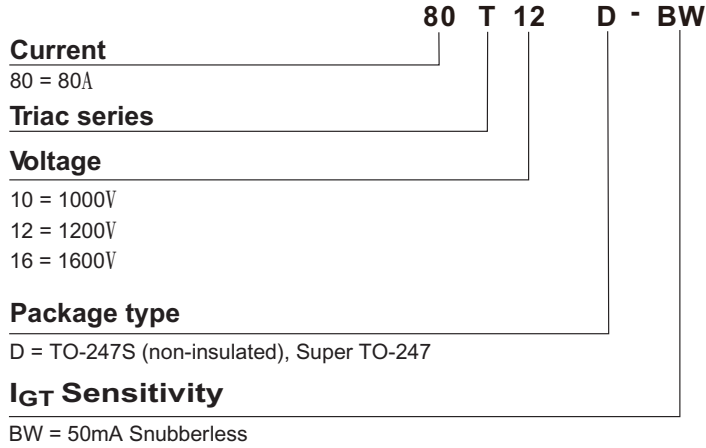 80 T 12 D - BW
Current
80 = 80A
Triac series
Voltage
10 = 1000V
12 = 1200V
16 = 1600V
Package type
D = TO-247S (non-insulated), Super TO-247
IGT Sensitivity
BW = 50mA Snubberless